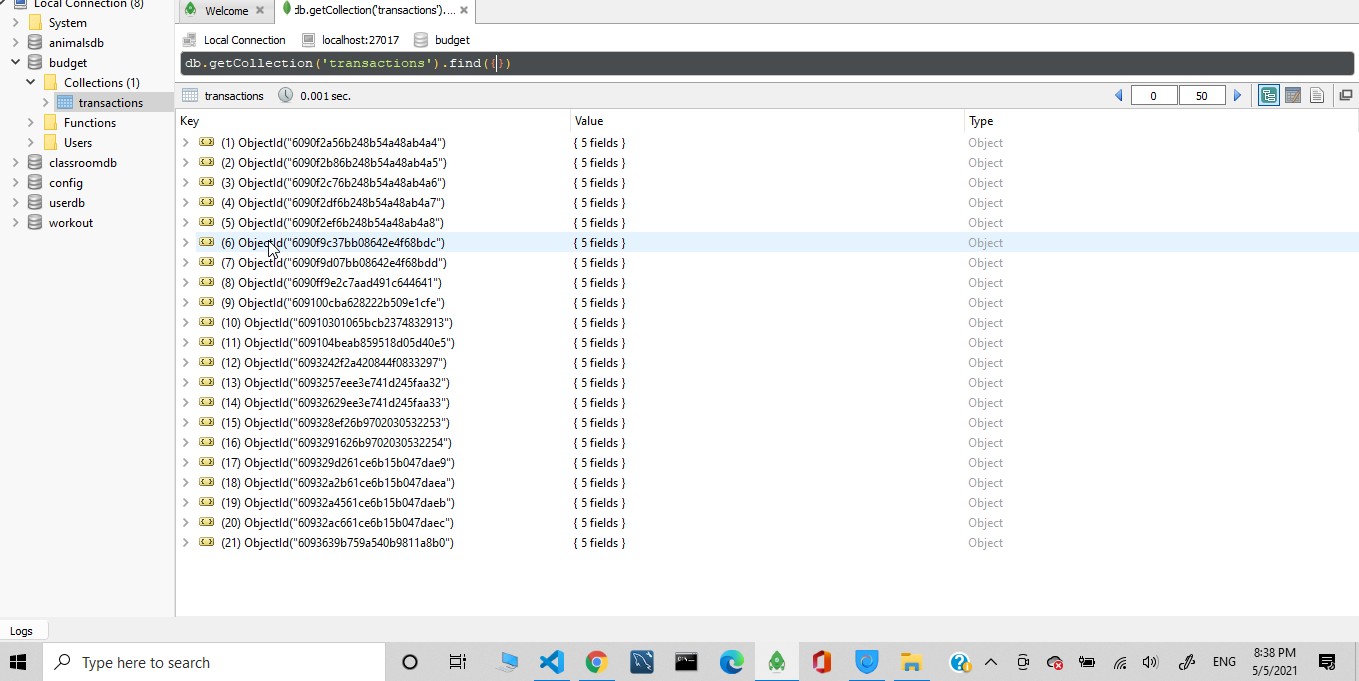 Local Connection (8)
System
animalsdb
budget
Collections (1)
transactions
Functions
Users
classroomdb
config
userdb
workout
Welcome
db.getCollection('transactions')....
Local Connection
localhost:27017
budget
db.getCollection('transactions').find({})
transactions
0.001 sec.
0
50
Key Value Type
(1) ObjectId("6090f2a56b248b54a48ab4a4") { 5 fields } Object
(2) ObjectId("6090f2b86b248b54a48ab4a5") { 5 fields } Object
(3) ObjectId("6090f2c76b248b54a48ab4a6") { 5 fields } Object
(4) ObjectId("6090f2df6b248b54a48ab4a7") { 5 fields } Object
(5) ObjectId("6090f2ef6b248b54a48ab4a8") { 5 fields } Object
(6) ObjectId("6090f9c37bb08642e4f68bdc") { 5 fields } Object
(7) ObjectId("6090f9d07bb08642e4f68bdd") { 5 fields } Object
(8) ObjectId("6090ff9e2c7aad491c644641") { 5 fields } Object
(9) ObjectId("609100cba628222b509e1cfe") { 5 fields } Object
(10) ObjectId("60910301065bcb2374832913") { 5 fields } Object
(11) ObjectId("609104beab859518d05d40e5") { 5 fields } Object
(12) ObjectId("6093242f2a420844f0833297") { 5 fields } Object
(13) ObjectId("6093257eee3e741d245faa32") { 5 fields } Object
(14) ObjectId("60932629ee3e741d245faa33") { 5 fields } Object
(15) ObjectId("609328ef26b9702030532253") { 5 fields } Object
(16) ObjectId("6093291626b9702030532254") { 5 fields } Object
(17) ObjectId("609329d261ce6b15b047dae9") { 5 fields } Object
(18) ObjectId("60932a2b61ce6b15b047daea") { 5 fields } Object
(19) ObjectId("60932a4561ce6b15b047daeb") { 5 fields } Object
(20) ObjectId("60932ac661ce6b15b047daec") { 5 fields } Object
(21) ObjectId("6093639b759a540b9811a8b0") { 5 fields } Object
Logs
Type here to search
ENG
8:38 PM
5/5/2021